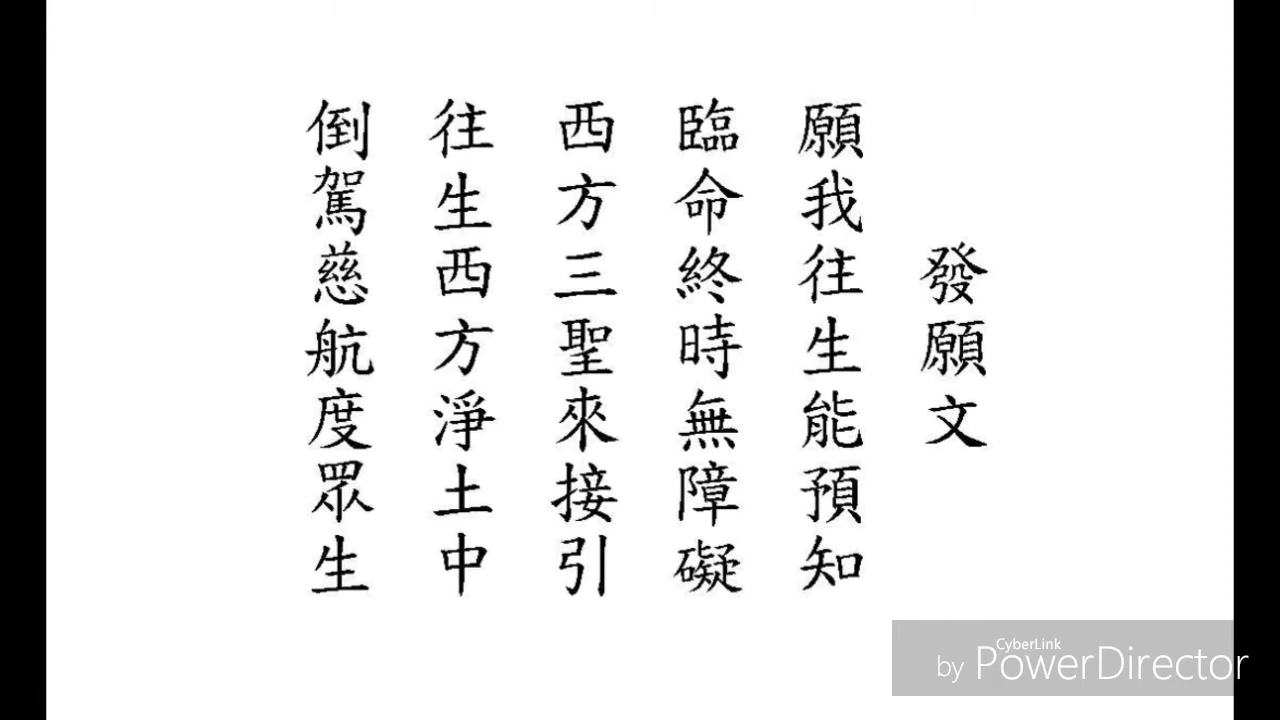 發願文
願我往生能預知
臨命終時無障礙
西方三聖來接引
往生西方淨土中
倒駕慈航度眾生
CyberLink
by PowerDirector